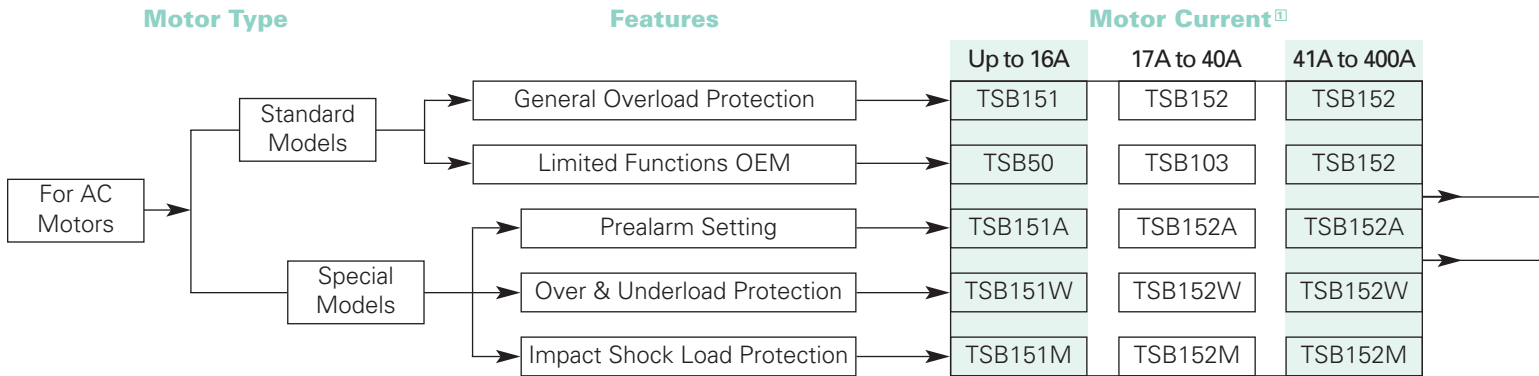 Motor Type
Features
Motor Current 1
Up to 16A
17A to 40A
41A to 400A
General Overload Protection
TSB151
TSB152
TSB152
Standard
Models
Limited Functions OEM
TSB50
TSB103
TSB152
For AC
Motors
Prealarm Setting
TSB151A
TSB152A
TSB152A
Special
Models
Over & Underload Protection
TSB151W
TSB152W
TSB152W
Impact Shock Load Protection
TSB151M
TSB152M
TSB152M